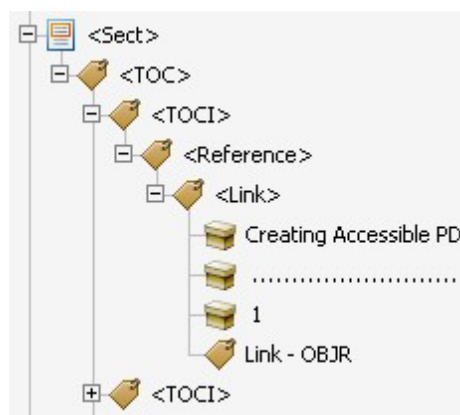 <Sect>
<TOC>
<TOCI>
<Reference>
<Link>
Creating Accessible PD
..............................
1
Link - OBJR
<TOCI>